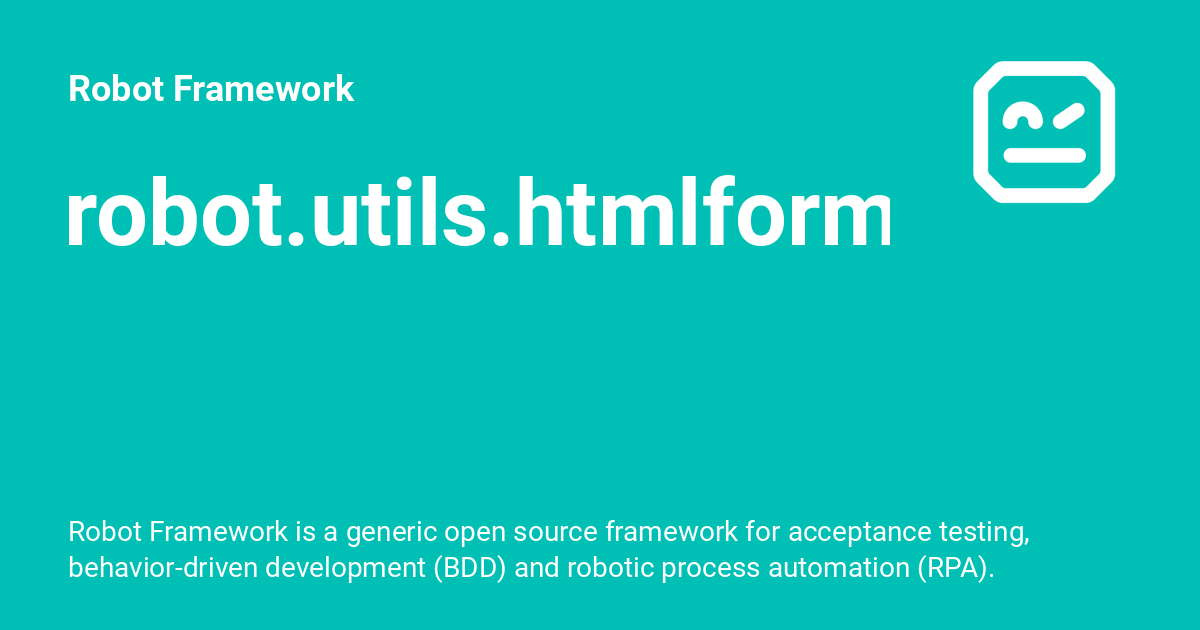 Robot Framework
robot.utils.htmlform
Robot Framework is a generic open source framework for acceptance testing,
behavior-driven development (BDD) and robotic process automation (RPA).